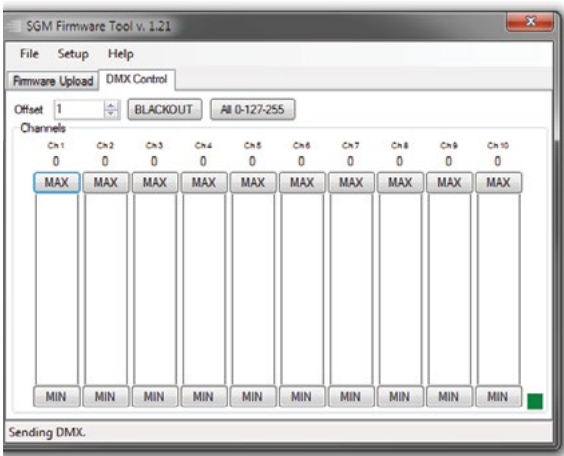 SGM Firmware Tool v. 1.21
File Setup Help
Firmware Upload DMX Control
Offset 1 BLACKOUT All 0-127-255
Channels
Ch 1 Ch 2 Ch 3 Ch 4 Ch 5 Ch 6 Ch 7 Ch 8 Ch 9 Ch 10
0 0 0 0 0 0 0 0 0 0
MAX MAX MAX MAX MAX MAX MAX MAX MAX MAX
MIN MIN MIN MIN MIN MIN MIN MIN MIN MIN
Sending DMX.